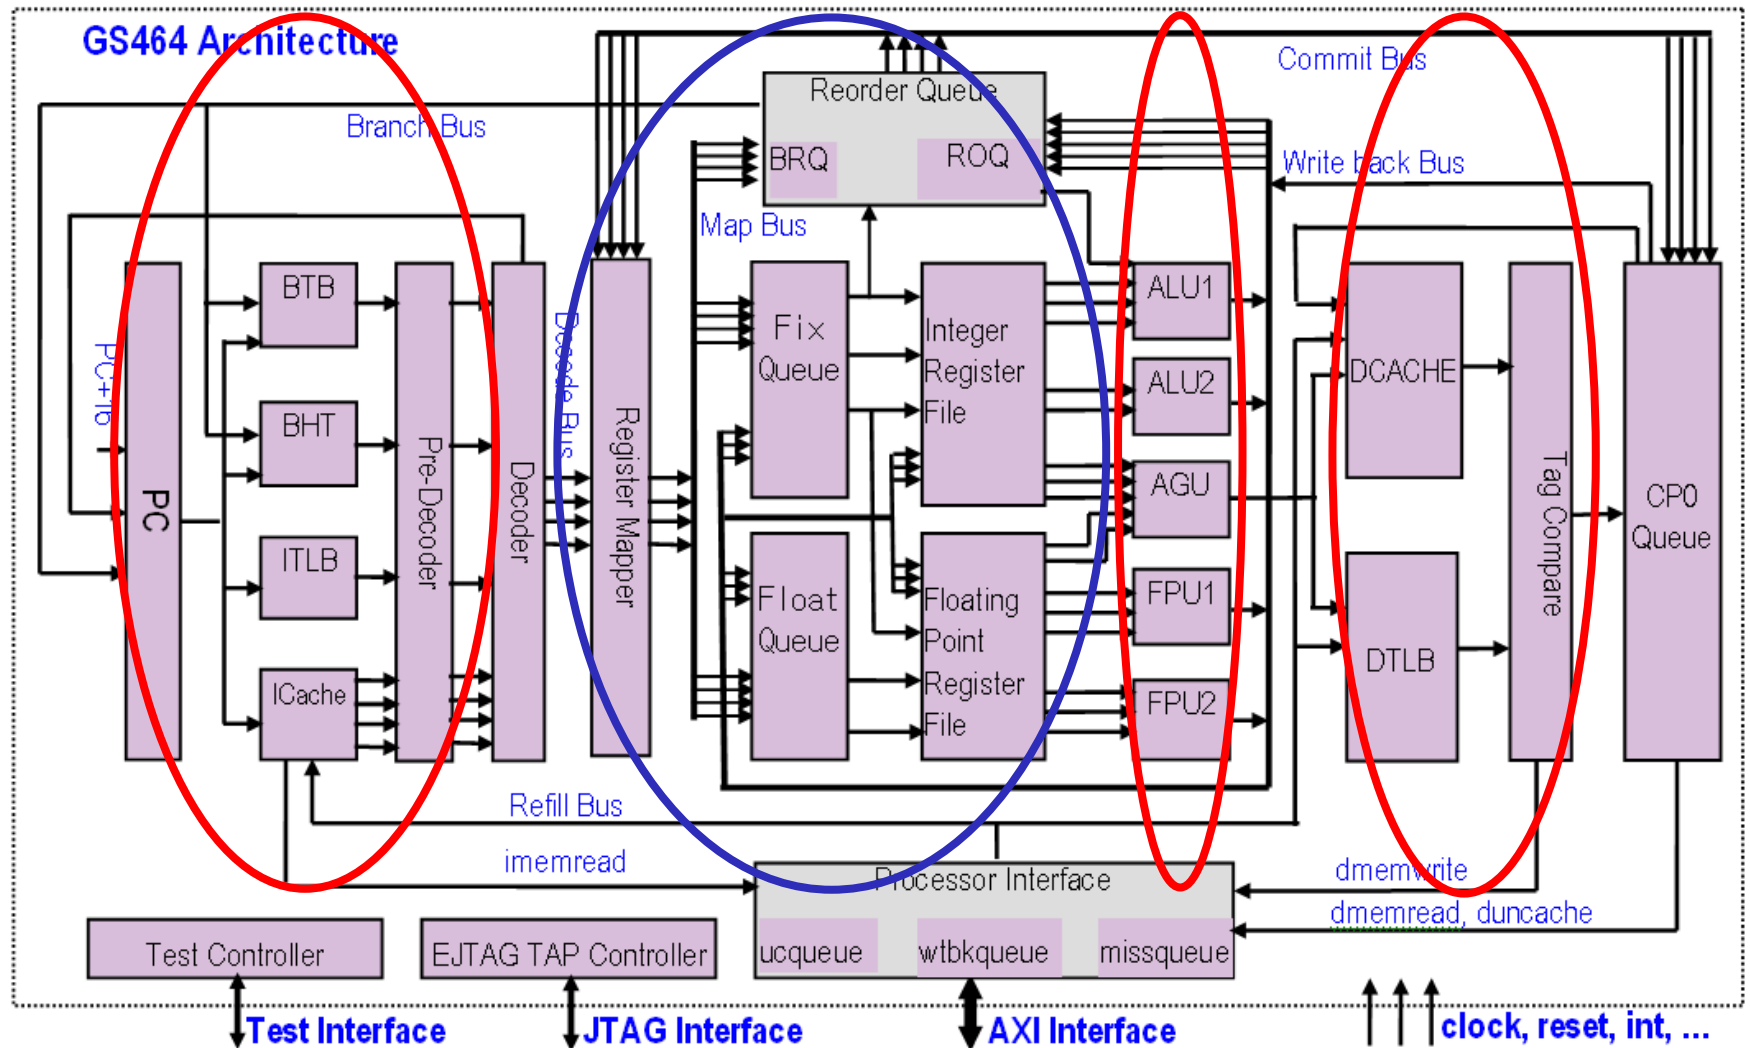 GS464 Architecture
Commit Bus
Reorder Queue
Branch Bus
BRQ
ROQ
Write back Bus
Map Bus
BTB
Fix
Queue
Integer
Register
File
ALU1
ALU2
DCACHE
PC+16
Decode Bus
BHT
PC
Pre-Decoder
Decoder
Register Mapper
AGU
Tag Compare
CP0
Queue
ITLB
Float
Queue
Floating
Point
Register
File
FPU1
FPU2
DTLB
ICache
Refill Bus
imemread
Processor Interface
dmemwrite
dmemread, duncache
Test Controller
EJTAG TAP Controller
ucqueue
wtbkqueue
missqueue
Test Interface
JTAG Interface
AXI Interface
clock, reset, int, ...